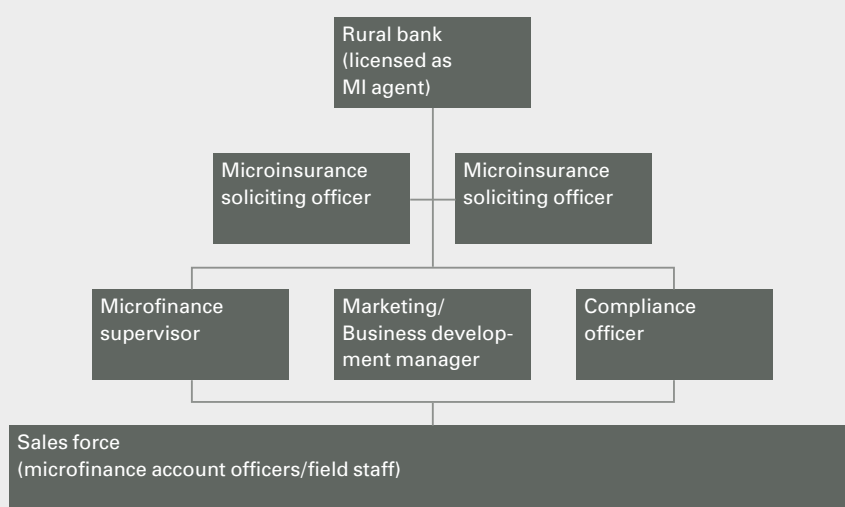 Rural bank
(licensed as
MI agent)
Microinsurance
soliciting officer
Microinsurance
soliciting officer
Microfinance
supervisor
Marketing/
Business develop-
ment manager
Compliance
officer
Sales force
(microfinance account officers/field staff)